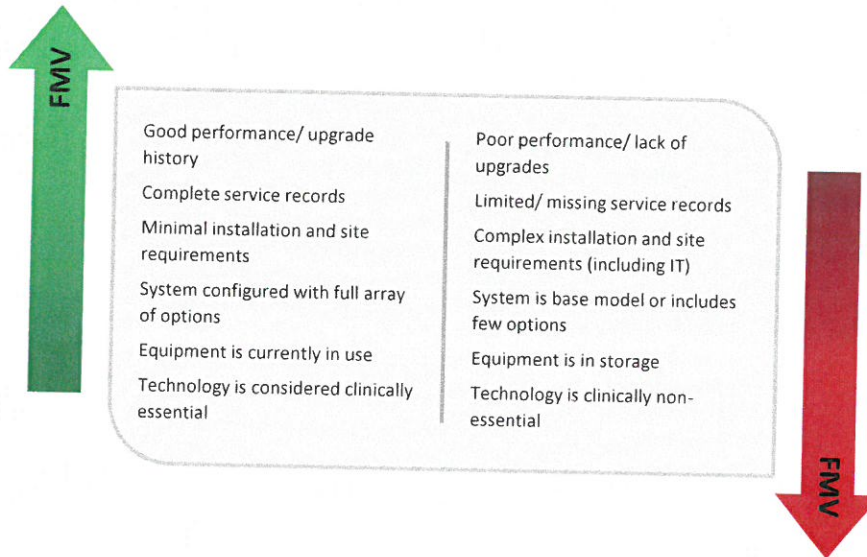 FMV
Good performance/ upgrade
history
Complete service records
Minimal installation and site
requirements
System configured with full array
of options
Equipment is currently in use
Technology is considered clinically
essential
Poor performance/ lack of
upgrades
Limited/ missing service records
Complex installation and site
requirements (including IT)
System is base model or includes
few options
Equipment is in storage
Technology is clinically non-
essential
FMV